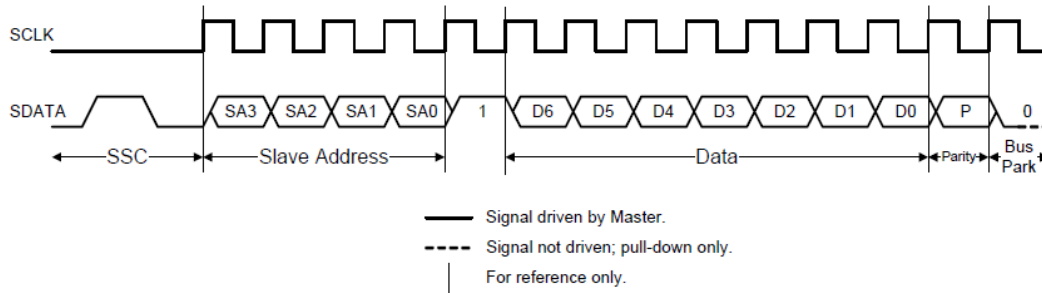 SCLK
SDATA SA3 SA2 SA1 SA0 1 D6 D5 D4 D3 D2 D1 D0 P 0
SSC Slave Address Data Parity Bus
Park
Signal driven by Master.
Signal not driven; pull-down only.
For reference only.